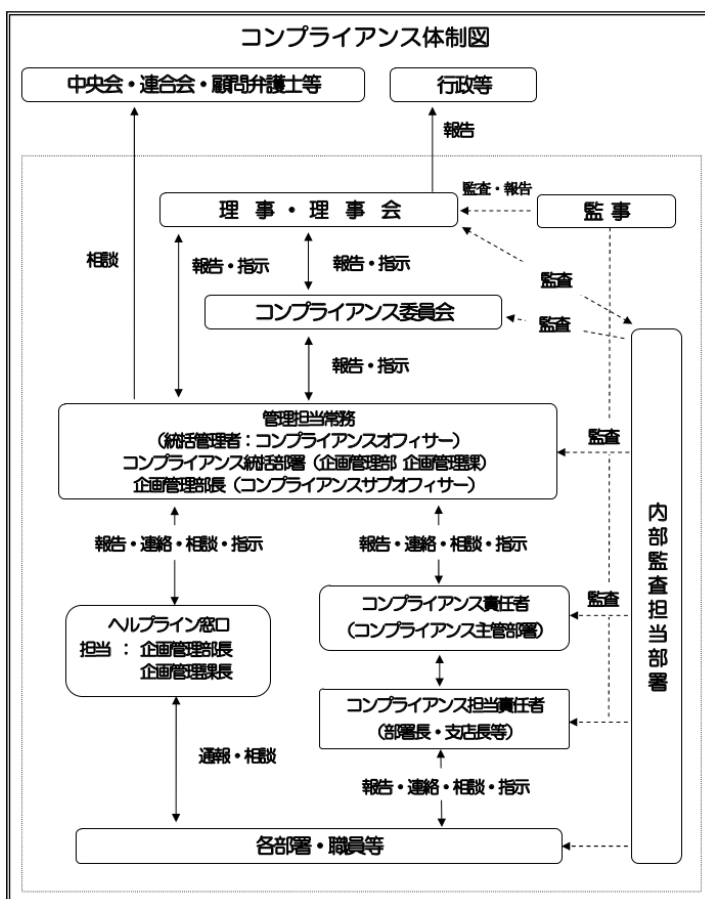 コンプライアンス体制図
中央会・連合会・顧問弁護士等
行政等
報告
監査・報告
理事・理事会
監事
相談
報告・指示
報告・指示
監査
コンプライアンス委員会
監査
報告・指示
管理担当常務
(統括管理者:コンプライアンスオフィサー)
コンプライアンス統括部署(企画管理部 企画管理課)
企画管理部長(コンプライアンスサブオフィサー)
監査
内部監査担当部署
報告・連絡・相談・指示
報告・連絡・相談・指示
ヘルプライン窓口
担当 : 企画管理部長
企画管理課長
コンプライアンス責任者
(コンプライアンス主管部署)
監査
コンプライアンス担当責任者
(部署長・支店長等)
通報・相談
報告・連絡・相談・指示
各部署・職員等